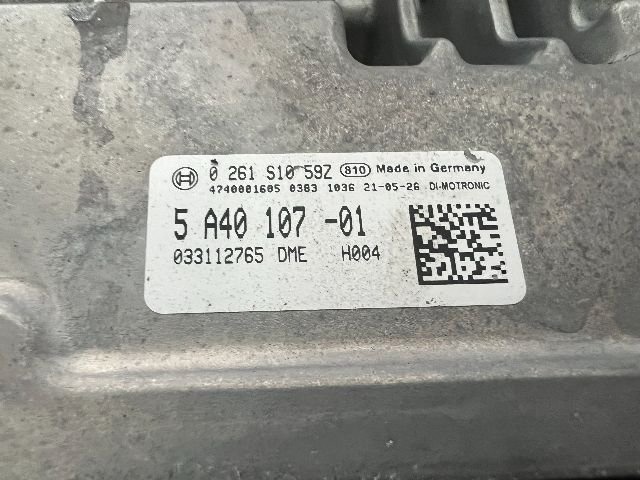 0 261 S10 59Z 810 Made in Germany
4740001605 0383 1036 21-05-26 DI-MOTRONIC
5 A40 107 -01
033112765 DME H004